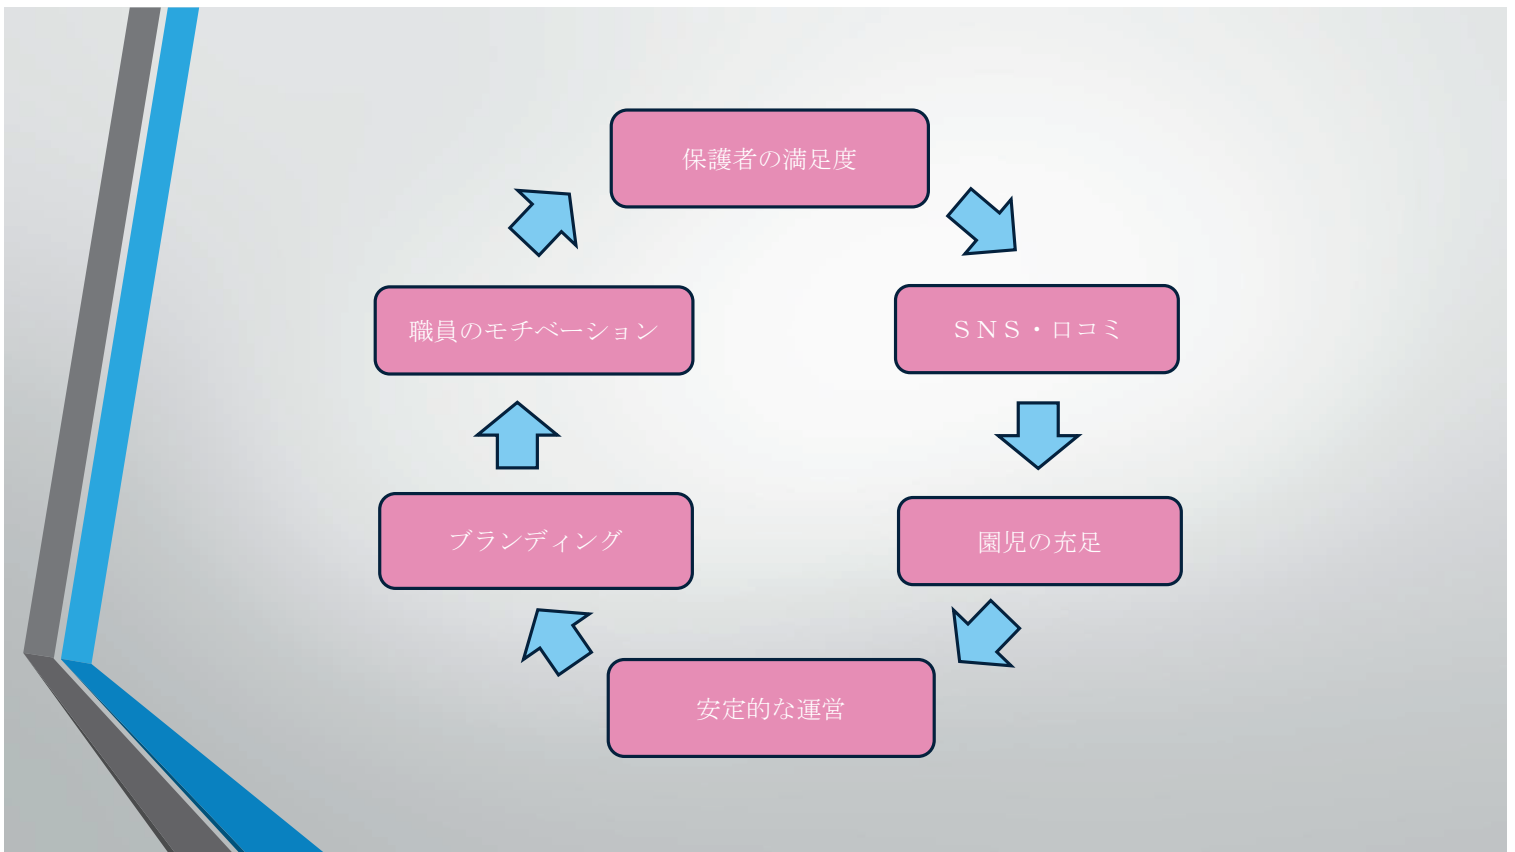 保護者の満足度
職員のモチベーション
ＳＮＳ・口コミ
ブランディング
園児の充足
安定的な運営